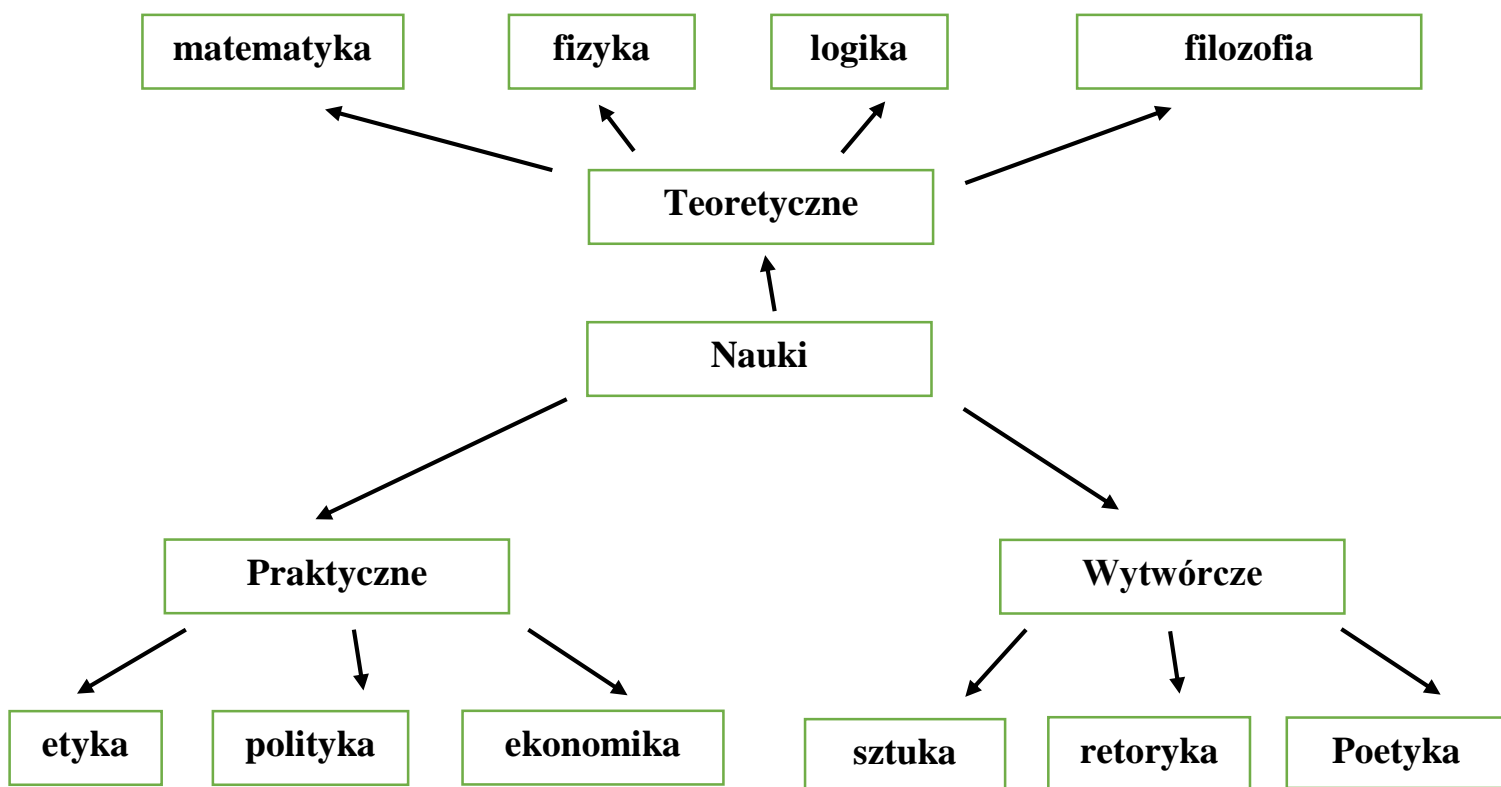 matematyka
fizyka
logika
filozofia
Teoretyczne
Nauki
Praktyczne
Wytwórcze
etyka
polityka
ekonomika
sztuka
retoryka
Poetyka